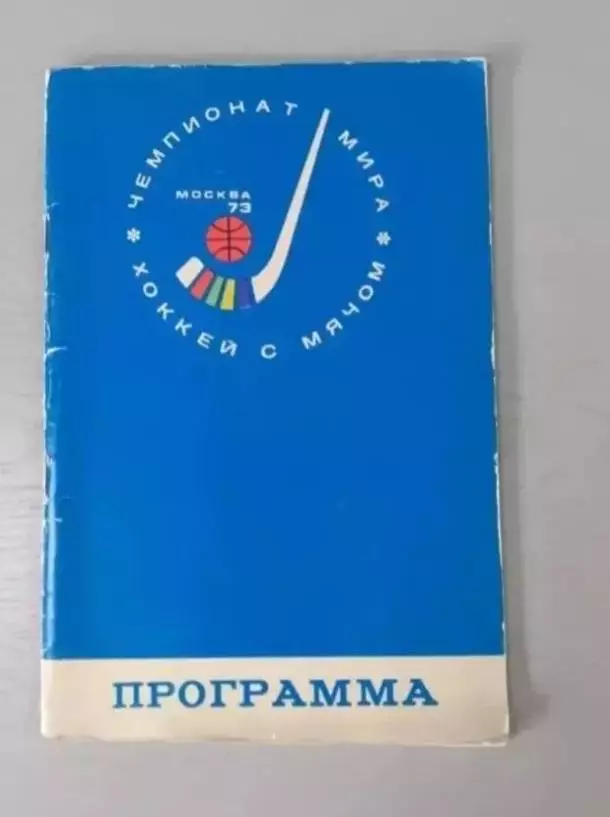 ЧЕМПИОНАТ МИРА
МОСКВА
73
* ХОККЕЙ С МЯЧОМ *
ПРОГРАММА